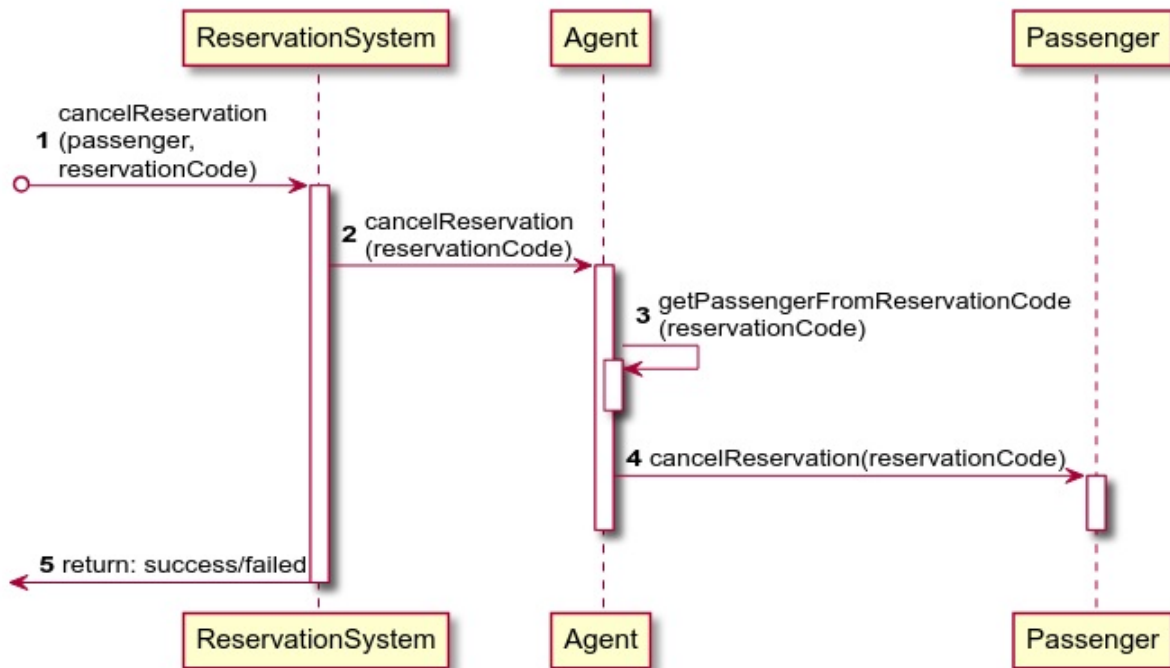 ReservationSystem
Agent
Passenger
cancelReservation
1 (passenger,
reservationCode)
2 cancelReservation
(reservationCode)
3 getPassengerFromReservationCode
(reservationCode)
4 cancelReservation(reservationCode)
5 return: success/failed
ReservationSystem
Agent
Passenger